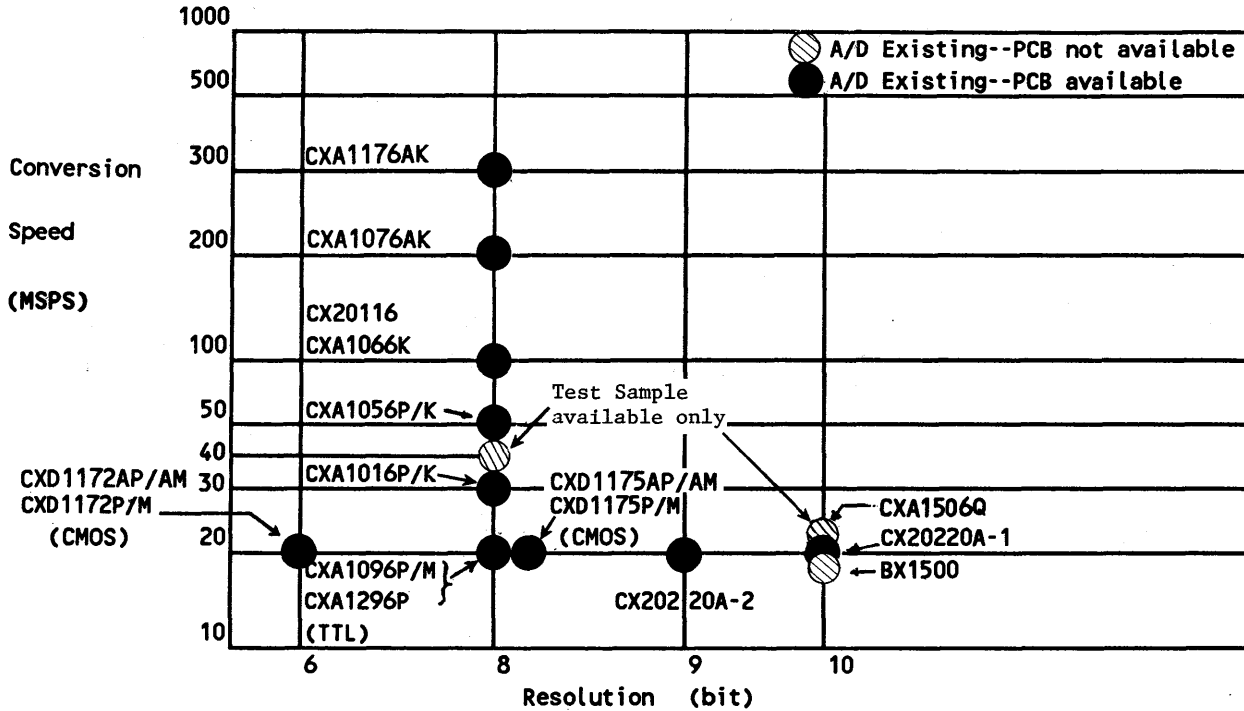 1000
A/D Existing--PCB not available
500
A/D Existing--PCB available
Conversion
Speed
(MSPS)
300
CXA1176AK
200
CXA1076AK
CX20116
100
CXA1066K
Test Sample
available only
50
CXA1056P/K
40
CXA1016P/K
30
CXD1172AP/AM
CXD1172P/M
(CMOS)
CXD1175AP/AM
CXD1175P/M
(CMOS)
CXA1506Q
CX20220A-1
BX1500
20
CXA1096P/M
CXA1296P
(TTL)
CX20220A-2
10
6
8
9
10
Resolution (bit)